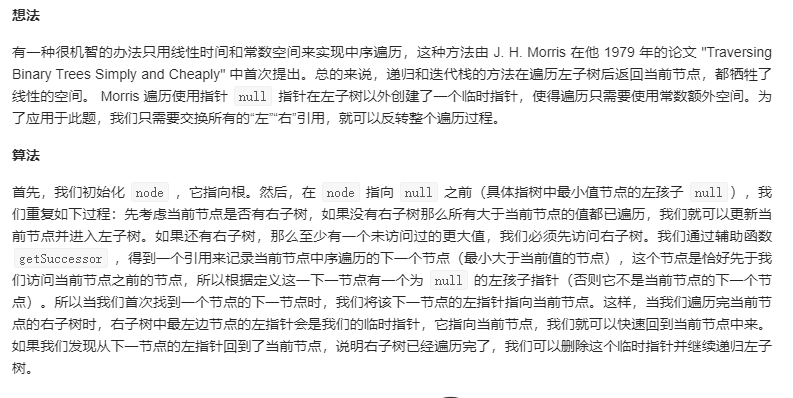 想法
有一种很机智的办法只用线性时间和常数空间来实现中序遍历，这种方法由 J. H. Morris 在他 1979 年的论文 "Traversing
Binary Trees Simply and Cheaply" 中首次提出。总的来说，递归和迭代栈的方法在遍历左子树后返回当前节点，都牺牲了
线性的空间。 Morris 遍历使用指针 null 指针在左子树以外创建了一个临时指针，使得遍历只需要使用常数额外空间。为
了应用于此题，我们只需要交换所有的“左”“右”引用，就可以反转整个遍历过程。
算法
首先，我们初始化 node ，它指向根。然后，在 node 指向 null 之前（具体指树中最小值节点的左孩子 null ），我
们重复如下过程：先考虑当前节点是否有右子树，如果没有右子树那么所有大于当前节点的值都已遍历，我们就可以更新当
前节点并进入左子树。如果还有右子树，那么至少有一个未访问过的更大值，我们必须先访问右子树。我们通过辅助函数
getSuccessor ，得到一个引用来记录当前节点中序遍历的下一个节点（最小大于当前值的节点），这个节点是恰好先于我
们访问当前节点之前的节点，所以根据定义这一下一节点有一个为 null 的左孩子指针（否则它不是当前节点的下一个节
点）。所以当我们首次找到一个节点的下一节点时，我们将该下一节点的左指针指向当前节点。这样，当我们遍历完当前节
点的右子树时，右子树中最左边节点的左指针会是我们的临时指针，它指向当前节点，我们就可以快速回到当前节点中来。
如果我们发现从下一节点的左指针回到了当前节点，说明右子树已经遍历完了，我们可以删除这个临时指针并继续递归左子
树。